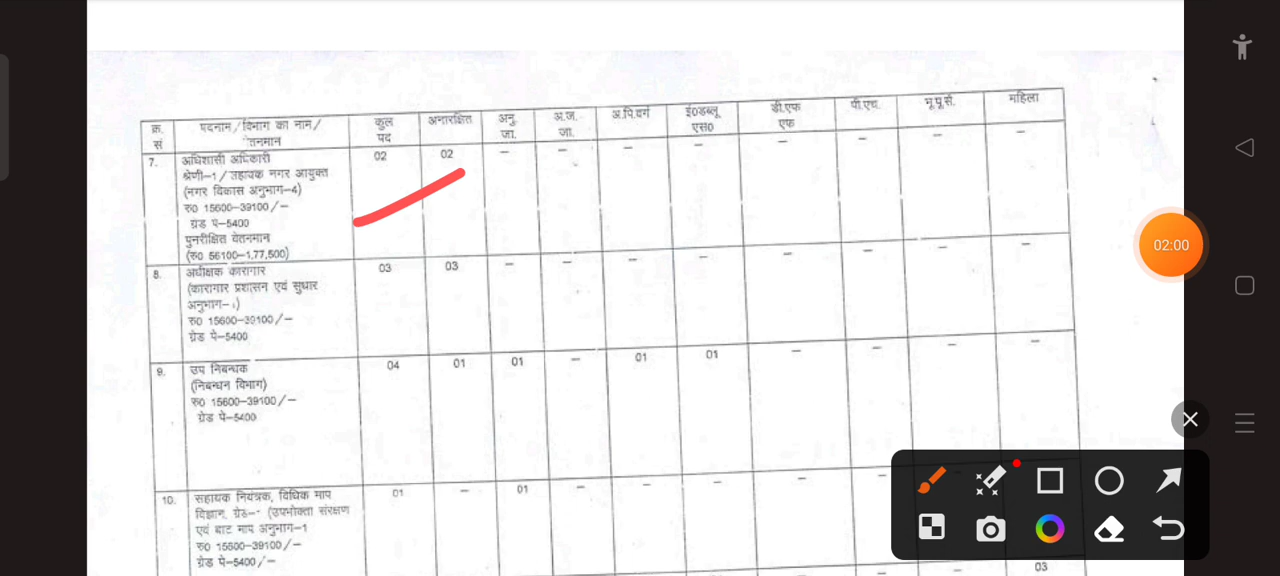 क्र. सं | पदनाम/विभाग का नाम/ वेतनमान | कुल पद | अनारक्षित | अनु. जा. | अ.ज. जा. | अ.पि.वर्ग | ई०डब्लू एस० | डी.एफ एफ | पी.एच. | भू.पू.सै. | महिला
7. | अधिशासी अधिकारी | 02 | 02 | – | – | – | – | – | – | – | –
श्रेणी–1/सहायक नगर आयुक्त
(नगर विकास अनुभाग–4)
रु0 15600–39100/–
ग्रेड पे–5400
पुनरीक्षित वेतनमान
(रु0 56100–1,77,500)
8. | अधीक्षक कारागार | 03 | 03 | – | – | – | – | – | – | – | –
(कारागार प्रशासन एवं सुधार
अनुभाग–
रु0 15600–39100/–
ग्रेड पे–5400
9. | उप निबन्धक | 04 | 01 | 01 | – | 01 | 01 | – | – | – | –
(निबन्धन विभाग)
रु0 15600–39100/–
ग्रेड पे–5400
10. | सहायक नियंत्रक, विधिक माप | 01 | – | 01 | – | – | – | – | –
विज्ञान, ग्रेड– (उपभोक्ता संरक्षण
एवं बाट माप अनुभाग–1
रु0 15600–39100/–
ग्रेड पे–5400/–
03
02:00